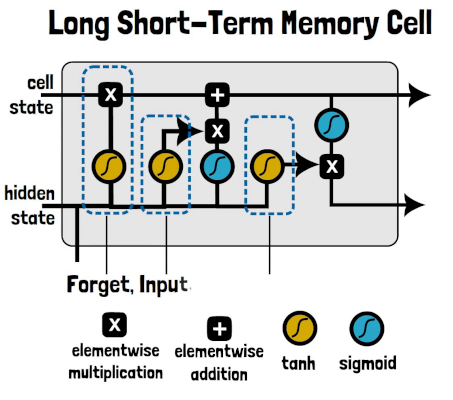 Long Short-Term Memory Cell
cell
state
hidden
state
Forget, Input
elementwise
multiplication
elementwise
addition
tanh
sigmoid